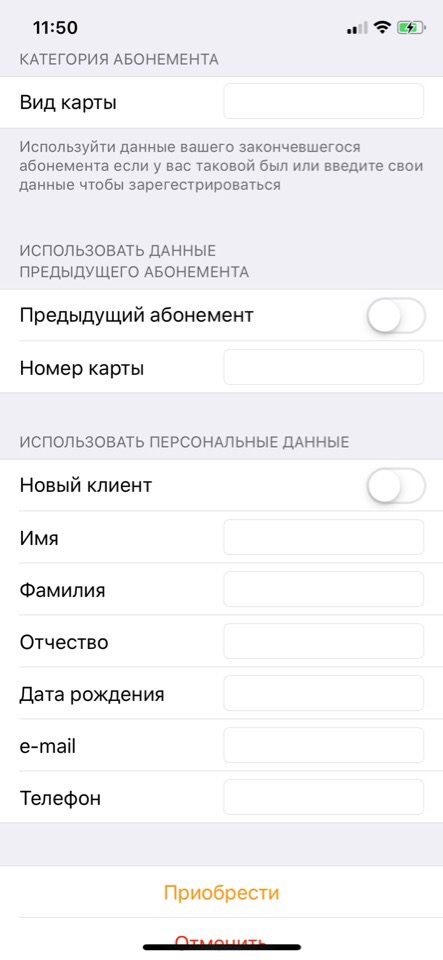 11:50
КАТЕГОРИЯ АБОНЕМЕНТА
Вид карты
Используйти данные вашего закончевшегося
абонемента если у вас таковой был или введите свои
данные чтобы зарегестрироваться
ИСПОЛЬЗОВАТЬ ДАННЫЕ
ПРЕДЫДУЩЕГО АБОНЕМЕНТА
Предыдущий абонемент
Номер карты
ИСПОЛЬЗОВАТЬ ПЕРСОНАЛЬНЫЕ ДАННЫЕ
Новый клиент
Имя
Фамилия
Отчество
Дата рождения
e-mail
Телефон
Приобрести
Отменить